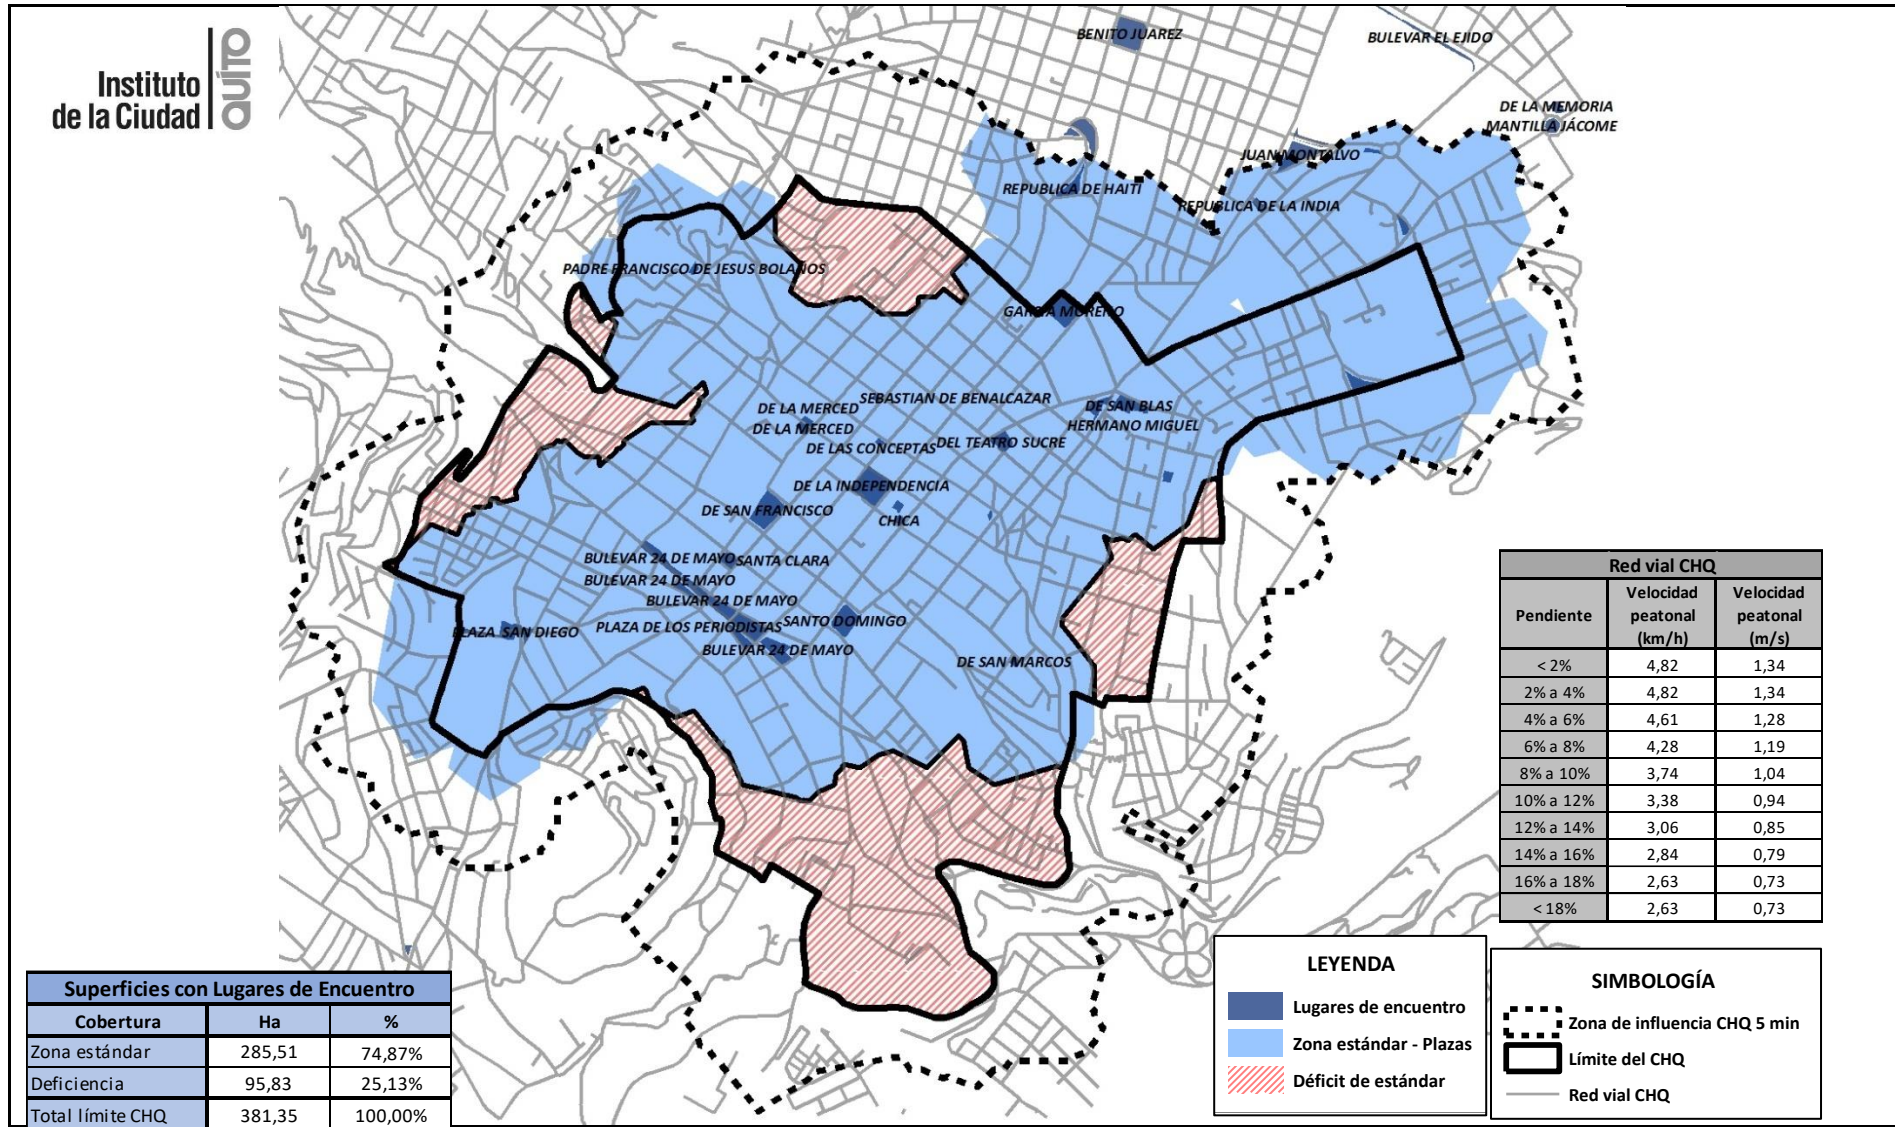 Instituto
de la Ciudad
QUITO
BENITO JUAREZ
BULEVAR EL EJIDO
DE LA MEMORIA
MANTILLA JÁCOME
JUAN MONTALVO
REPUBLICA DE HAITI
REPUBLICA DE LA INDIA
PADRE FRANCISCO DE JESUS BOLAÑOS
GARCIA MORENO
SEBASTIAN DE BENALCAZAR
DE LA MERCED
DE LA MERCED
DE SAN BLAS
HERMANO MIGUEL
DE LAS CONCEPTAS
DEL TEATRO SUCRE
DE LA INDEPENDENCIA
DE SAN FRANCISCO
CHICA
BULEVAR 24 DE MAYO
SANTA CLARA
BULEVAR 24 DE MAYO
BULEVAR 24 DE MAYO
PLAZA SAN DIEGO
PLAZA DE LOS PERIODISTAS
SANTO DOMINGO
BULEVAR 24 DE MAYO
DE SAN MARCOS
Red vial CHQ
Pendiente Velocidad peatonal (km/h) Velocidad peatonal (m/s)
< 2% 4,82 1,34
2% a 4% 4,82 1,34
4% a 6% 4,61 1,28
6% a 8% 4,28 1,19
8% a 10% 3,74 1,04
10% a 12% 3,38 0,94
12% a 14% 3,06 0,85
14% a 16% 2,84 0,79
16% a 18% 2,63 0,73
< 18% 2,63 0,73
Superficies con Lugares de Encuentro
Cobertura Ha %
Zona estándar 285,51 74,87%
Deficiencia 95,83 25,13%
Total límite CHQ 381,35 100,00%
LEYENDA
Lugares de encuentro
Zona estándar - Plazas
Déficit de estándar
SIMBOLOGÍA
Zona de influencia CHQ 5 min
Límite del CHQ
Red vial CHQ